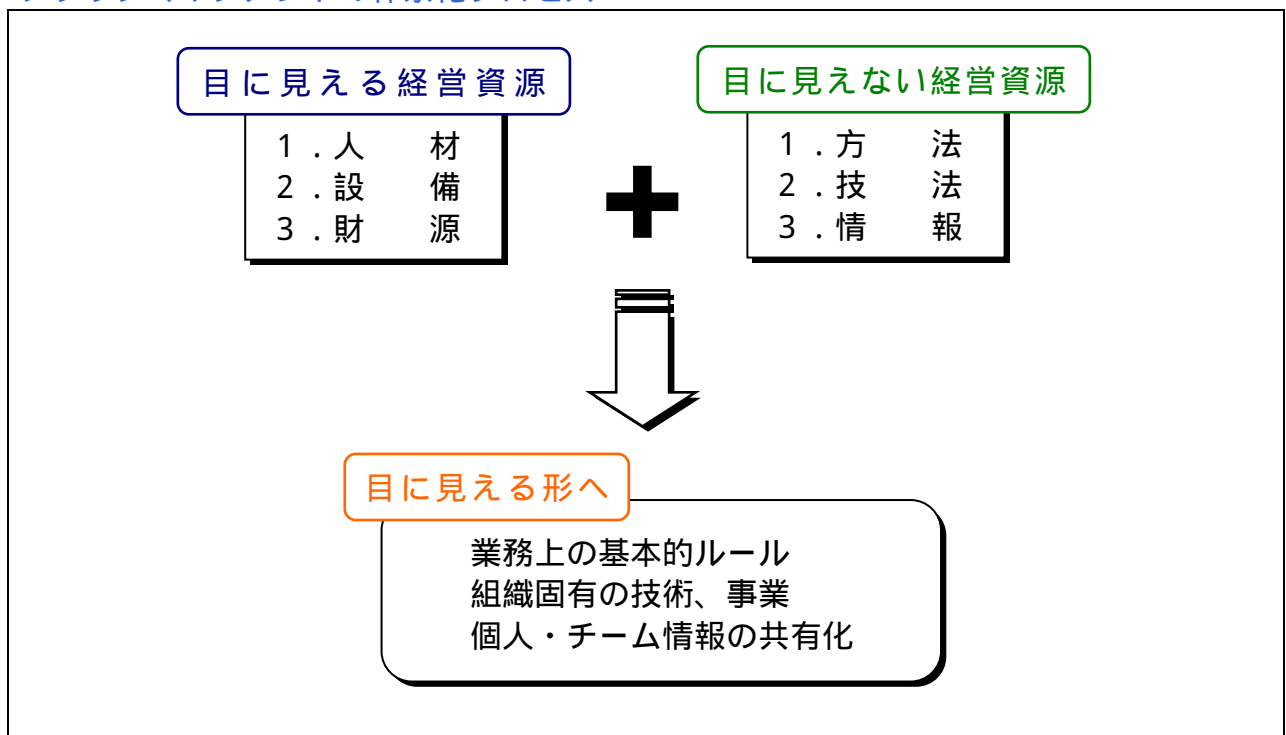 目に見える経営資源
1.人 材
2.設 備
3.財 源
目に見えない経営資源
1.方 法
2.技 法
3.情 報
目に見える形へ
業務上の基本的ルール
組織固有の技術、事業
個人・チーム情報の共有化